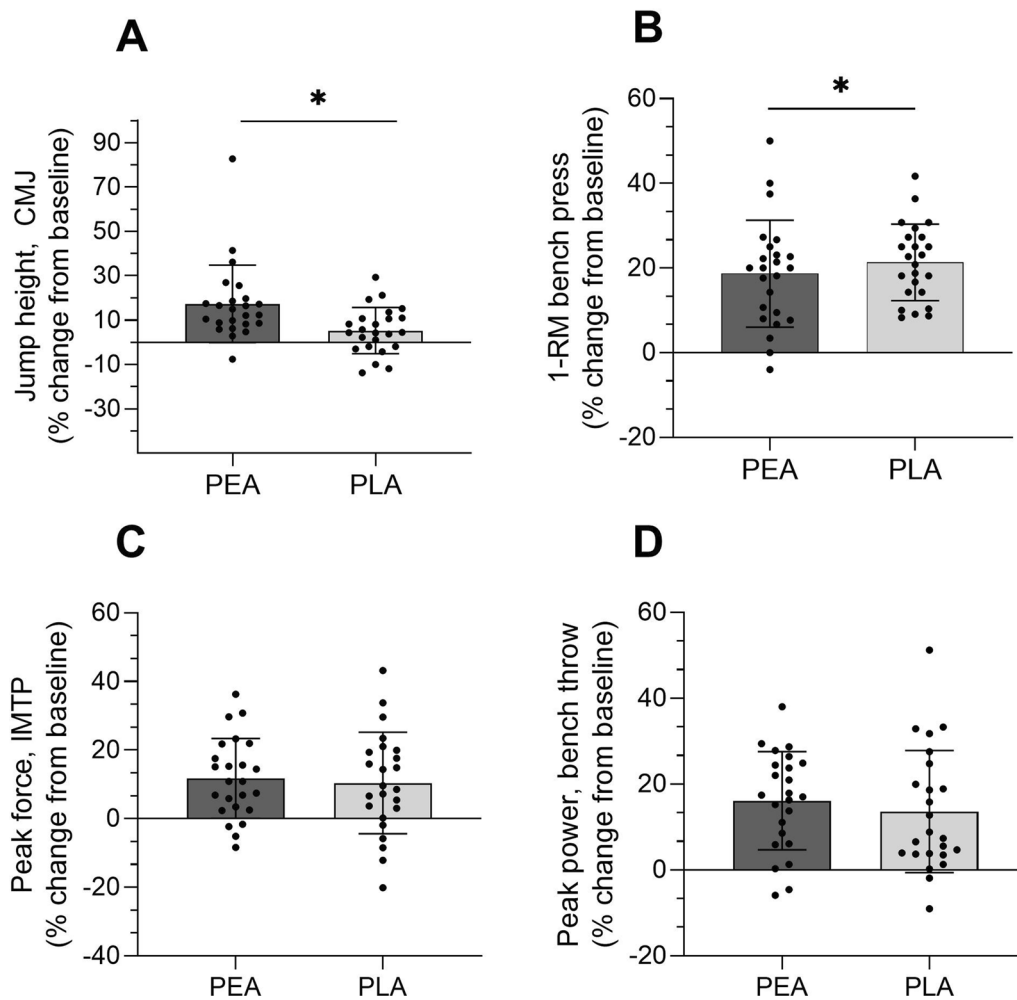 A
*
Jump height, CMJ
(% change from baseline)
90
70
50
30
10
-10
-30
PEA
PLA
B
*
1-RM bench press
(% change from baseline)
60
40
20
0
-20
PEA
PLA
C
Peak force, IMTP
(% change from baseline)
60
40
20
0
-20
-40
PEA
PLA
D
Peak power, bench throw
(% change from baseline)
60
40
20
0
-20
PEA
PLA